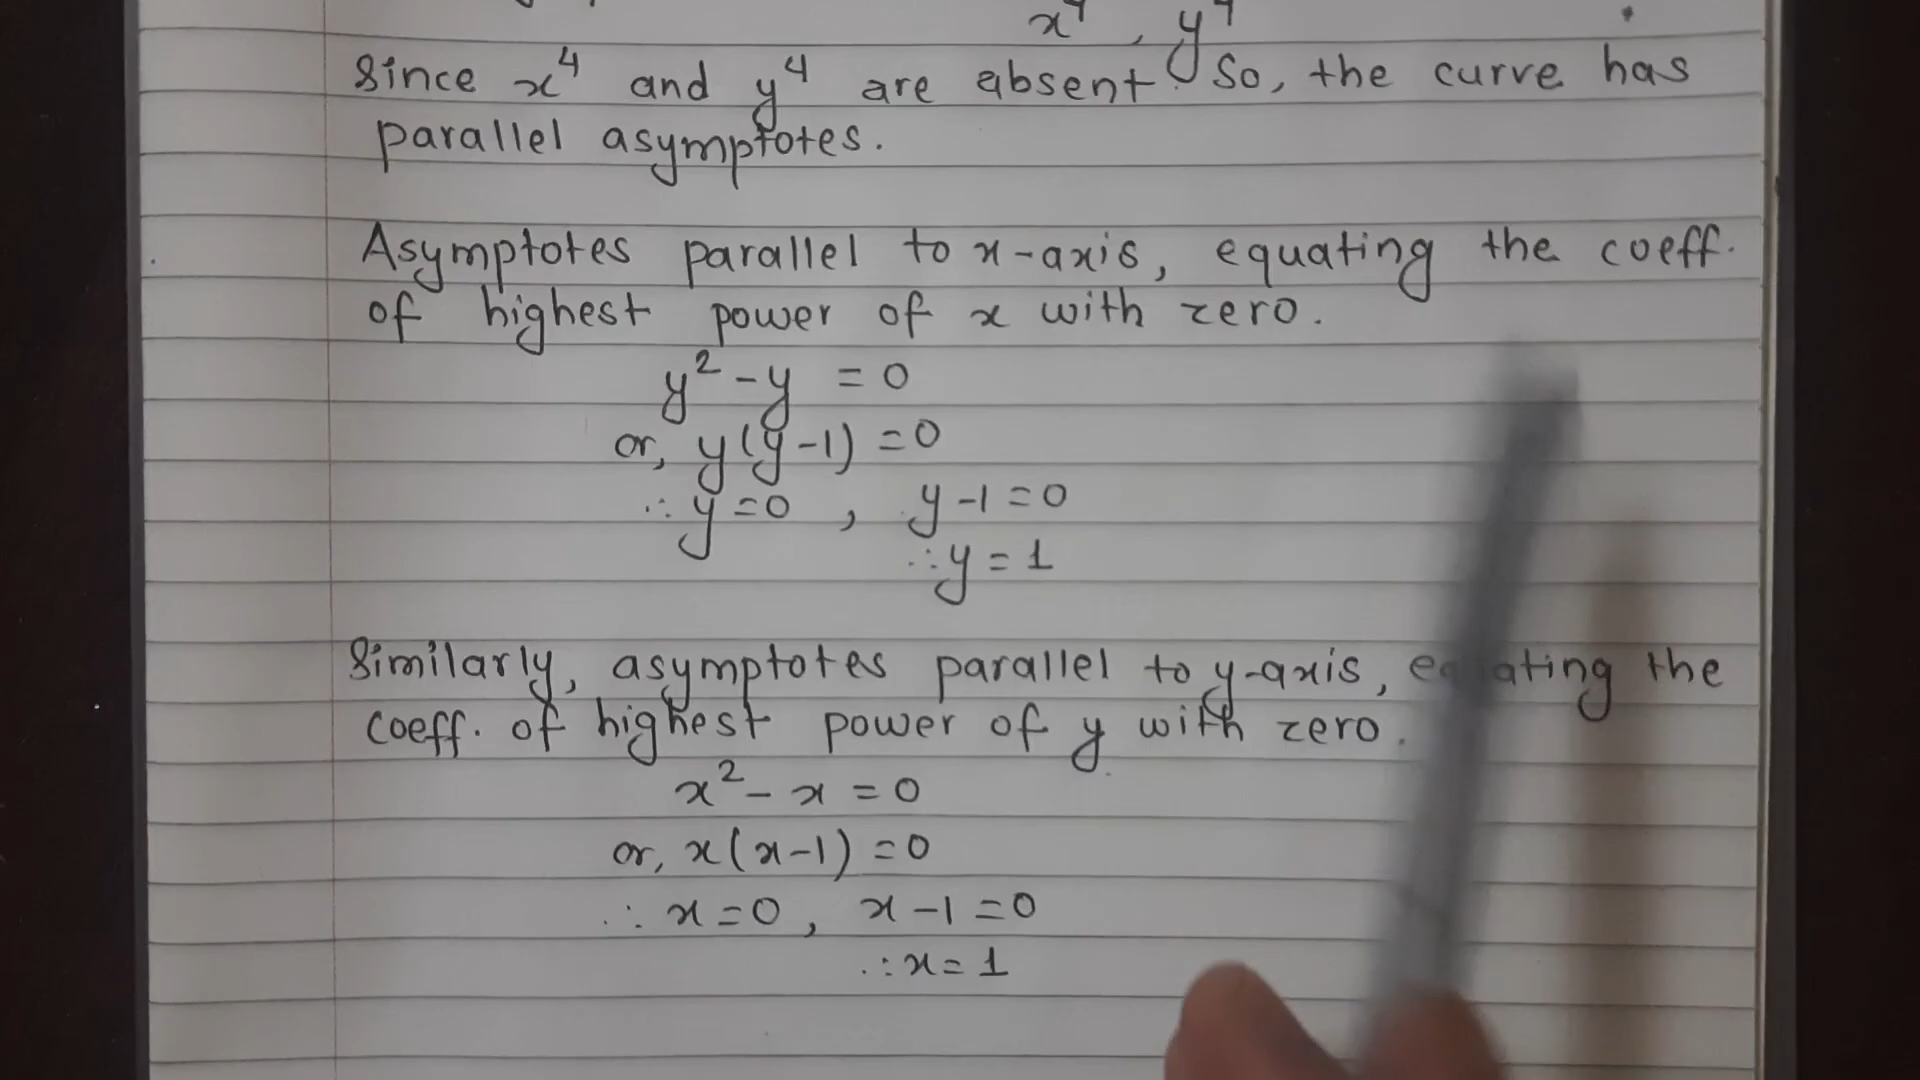 x⁴, y⁴
Since x⁴ and y⁴ are absent. So, the curve has
parallel asymptotes.
Asymptotes parallel to x-axis, equating the coeff.
of highest power of x with zero.
y² - y = 0
or, y(y-1) = 0
∴ y = 0 , y - 1 = 0
∴ y = 1
Similarly, asymptotes parallel to y-axis, equating the
coeff. of highest power of y with zero.
x² - x = 0
or, x(x-1) = 0
∴ x = 0 , x - 1 = 0
∴ x = 1